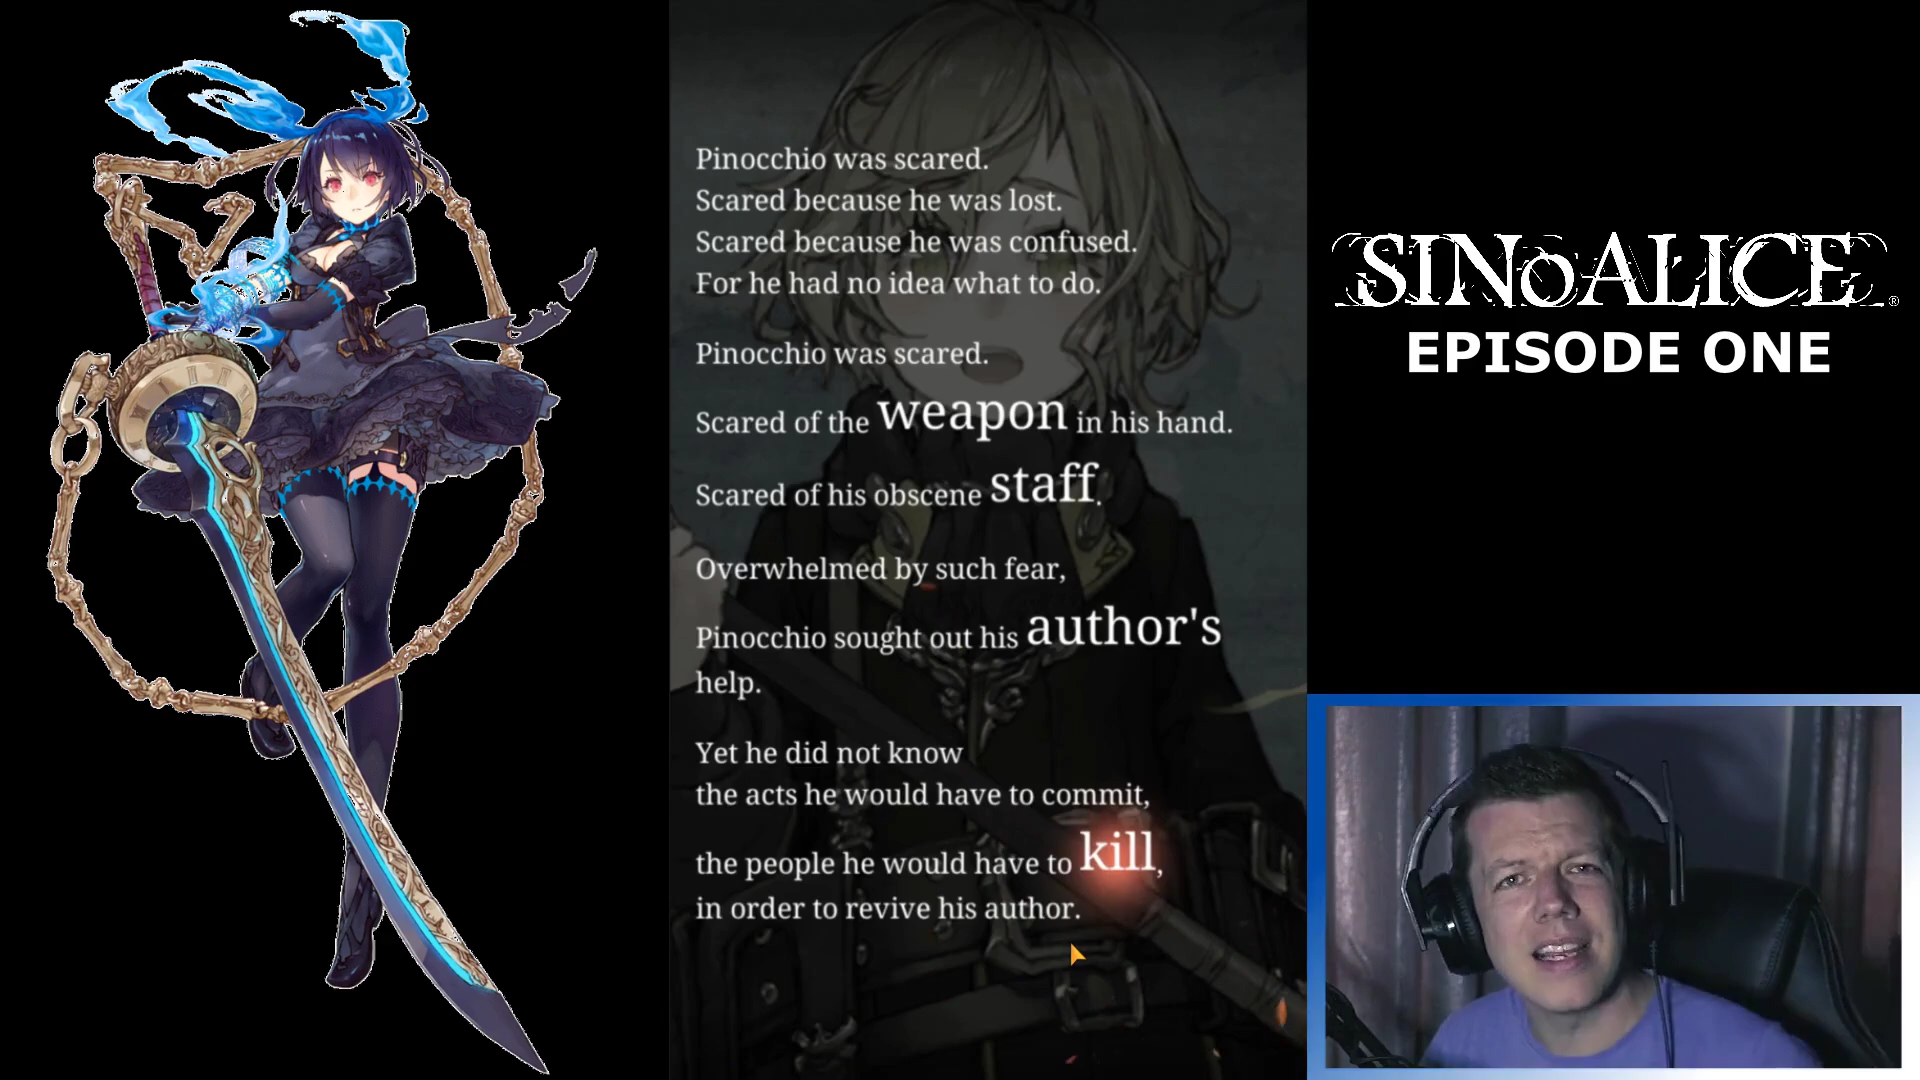 Pinocchio was scared.
Scared because he was lost.
Scared because he was confused.
For he had no idea what to do.
Pinocchio was scared.
Scared of the weapon in his hand.
Scared of his obscene staff.
Overwhelmed by such fear,
Pinocchio sought out his author's
help.
Yet he did not know
the acts he would have to commit,
the people he would have to kill,
in order to revive his author.
SINoALICE®
EPISODE ONE